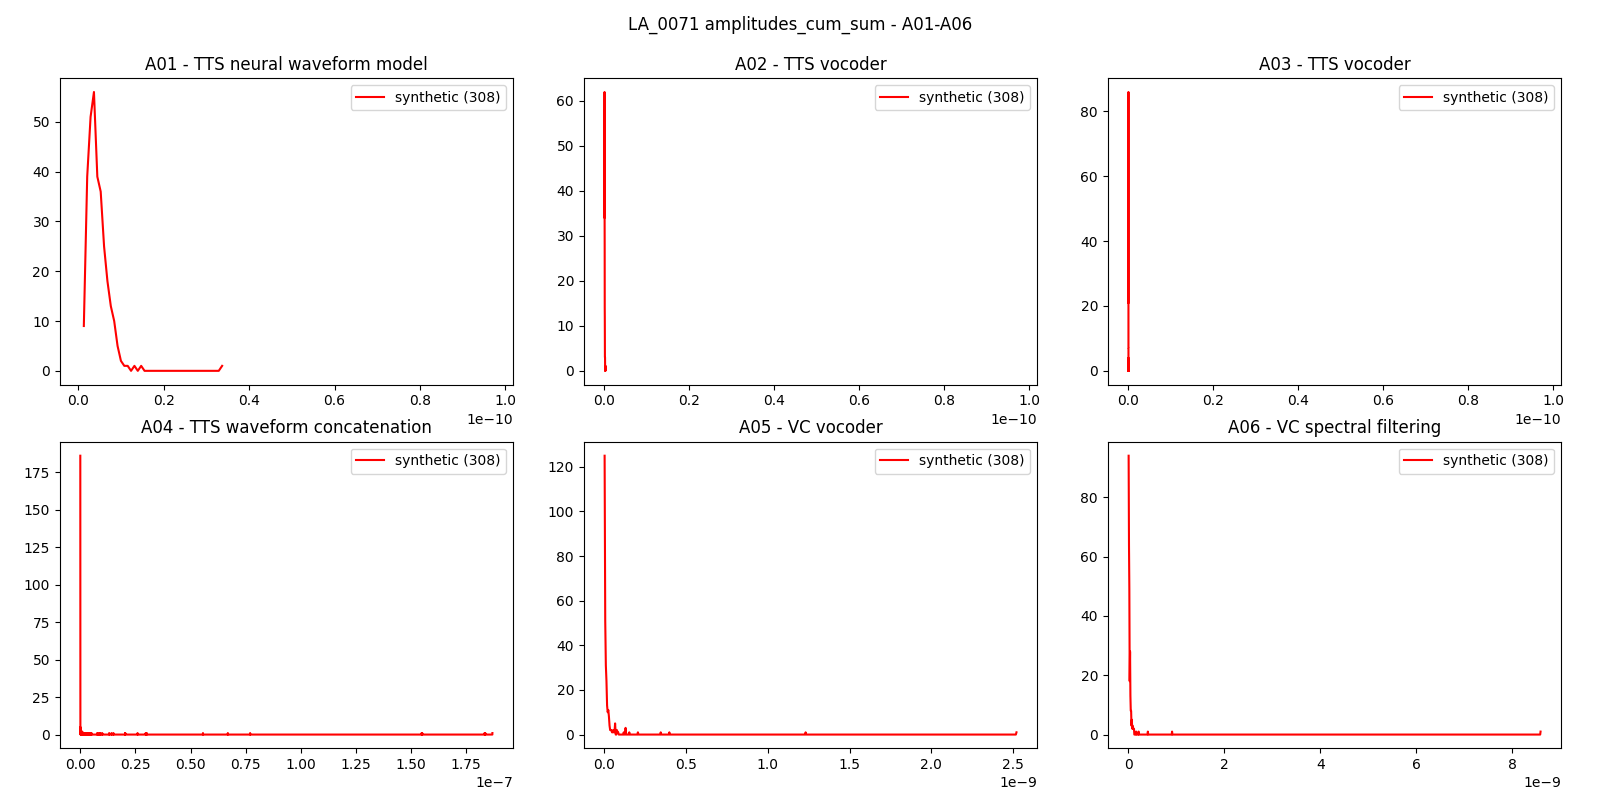 LA_0071 amplitudes_cum_sum - A01-A06
A01 - TTS neural waveform model
synthetic (308)
50
40
30
20
10
0
0.0 0.2 0.4 0.6 0.8 1.0
1e−10
A02 - TTS vocoder
synthetic (308)
60
50
40
30
20
10
0
0.0 0.2 0.4 0.6 0.8 1.0
1e−10
A03 - TTS vocoder
synthetic (308)
80
60
40
20
0
0.0 0.2 0.4 0.6 0.8 1.0
1e−10
A04 - TTS waveform concatenation
synthetic (308)
175
150
125
100
75
50
25
0
0.00 0.25 0.50 0.75 1.00 1.25 1.50 1.75
1e−7
A05 - VC vocoder
synthetic (308)
120
100
80
60
40
20
0
0.0 0.5 1.0 1.5 2.0 2.5
1e−9
A06 - VC spectral filtering
synthetic (308)
80
60
40
20
0
0 2 4 6 8
1e−9